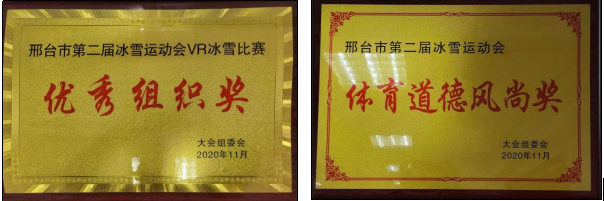 邢台市第二届冰雪运动会VR冰雪比赛
优秀组织奖
大会组委会
2020年11月
邢台市第二届冰雪运动会
体育道德风尚奖
大会组委会
2020年11月